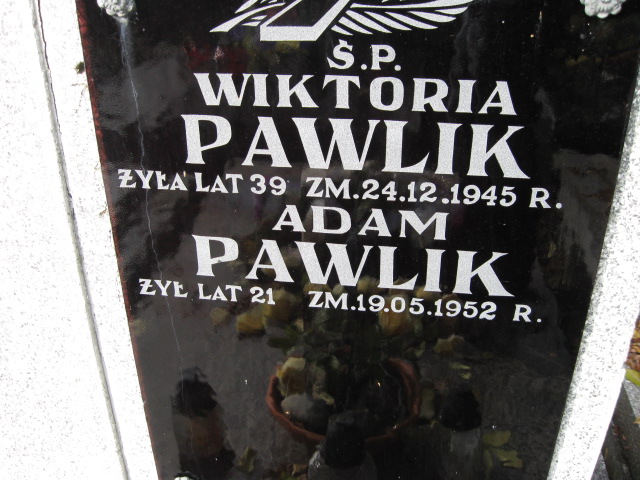 Ś.P.
WIKTORIA
PAWLIK
ŻYŁA LAT 39 ZM.24.12.1945 R.
ADAM
PAWLIK
ŻYŁ LAT 21 ZM.19.05.1952 R.